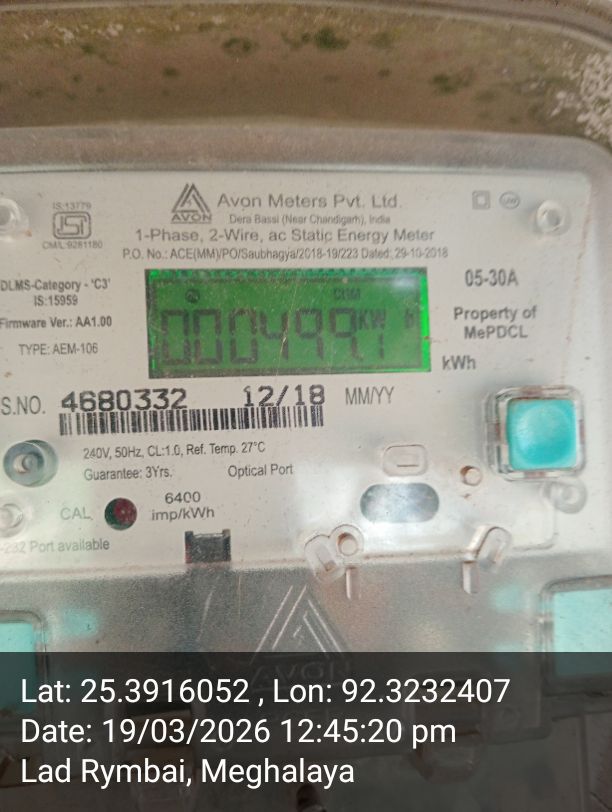 IS:13779
ISI
CM/L:9281180
AVON
Avon Meters Pvt. Ltd.
Dera Bassi (Near Chandigarh), India
1-Phase, 2-Wire, ac Static Energy Meter
P.O. No.: ACE(MM)/PO/Saubhagya/2018-19/223 Dated: 29-10-2018
DLMS-Category - 'C3'
IS:15959
Firmware Ver.: AA1.00
TYPE: AEM-106
CUM
kW h
05-30A
Property of
MePDCL
kWh
S.NO. 4680332 12/18 MM/YY
240V, 50Hz, CL:1.0, Ref. Temp. 27°C
Guarantee: 3Yrs. Optical Port
CAL 6400
imp/kWh
Port available
AVON
Lat: 25.3916052 , Lon: 92.3232407
Date: 19/03/2026 12:45:20 pm
Lad Rymbai, Meghalaya